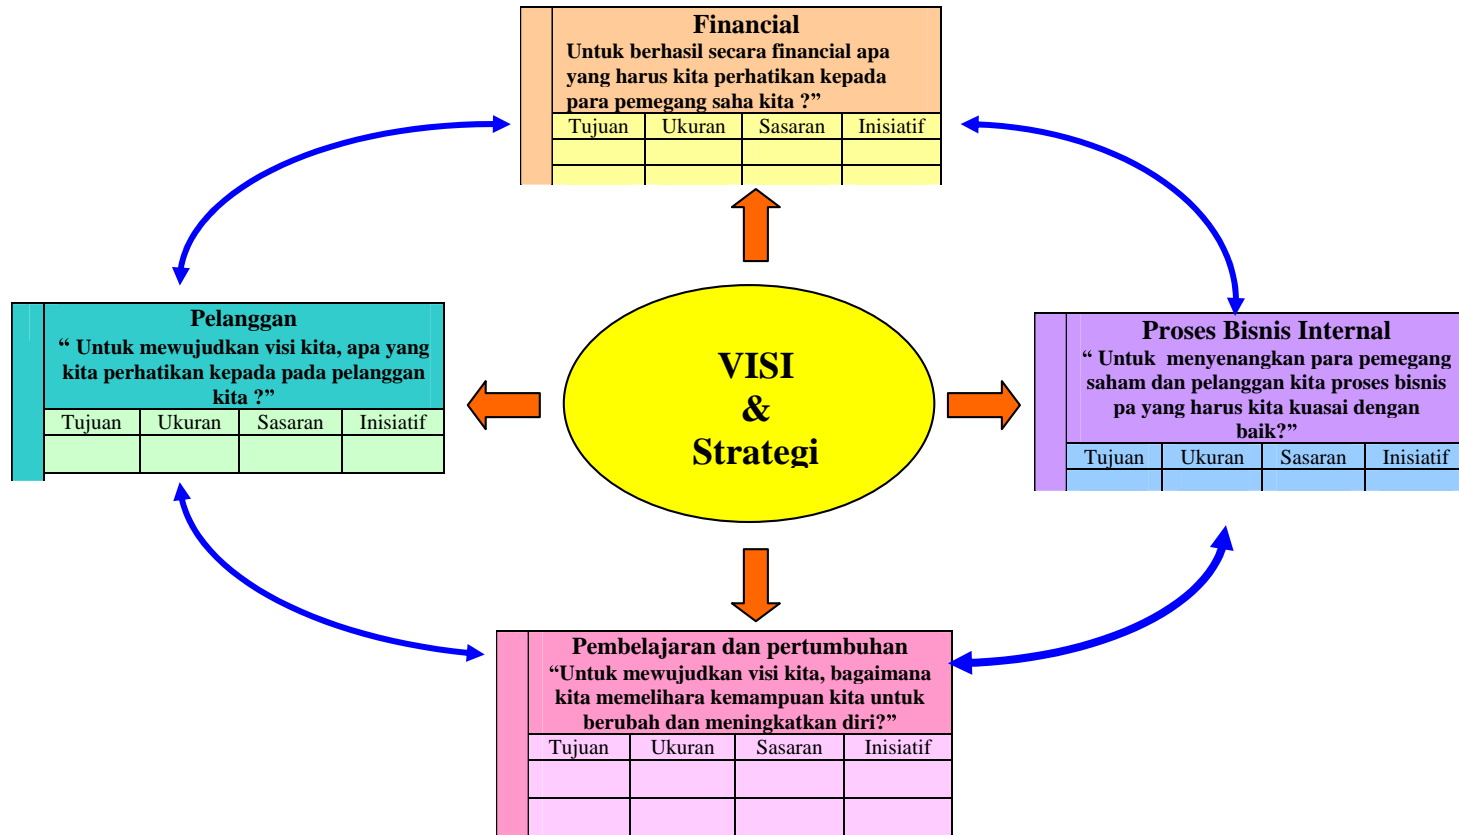 Financial
Untuk berhasil secara financial apa
yang harus kita perhatikan kepada
para pemegang saha kita ?”
Tujuan Ukuran Sasaran Inisiatif
Pelanggan
“ Untuk mewujudkan visi kita, apa yang
kita perhatikan kepada pada pelanggan
kita ?”
Tujuan Ukuran Sasaran Inisiatif
VISI
&
Strategi
Proses Bisnis Internal
“ Untuk menyenangkan para pemegang
saham dan pelanggan kita proses bisnis
pa yang harus kita kuasai dengan
baik?”
Tujuan Ukuran Sasaran Inisiatif
Pembelajaran dan pertumbuhan
“Untuk mewujudkan visi kita, bagaimana
kita memelihara kemampuan kita untuk
berubah dan meningkatkan diri?”
Tujuan Ukuran Sasaran Inisiatif